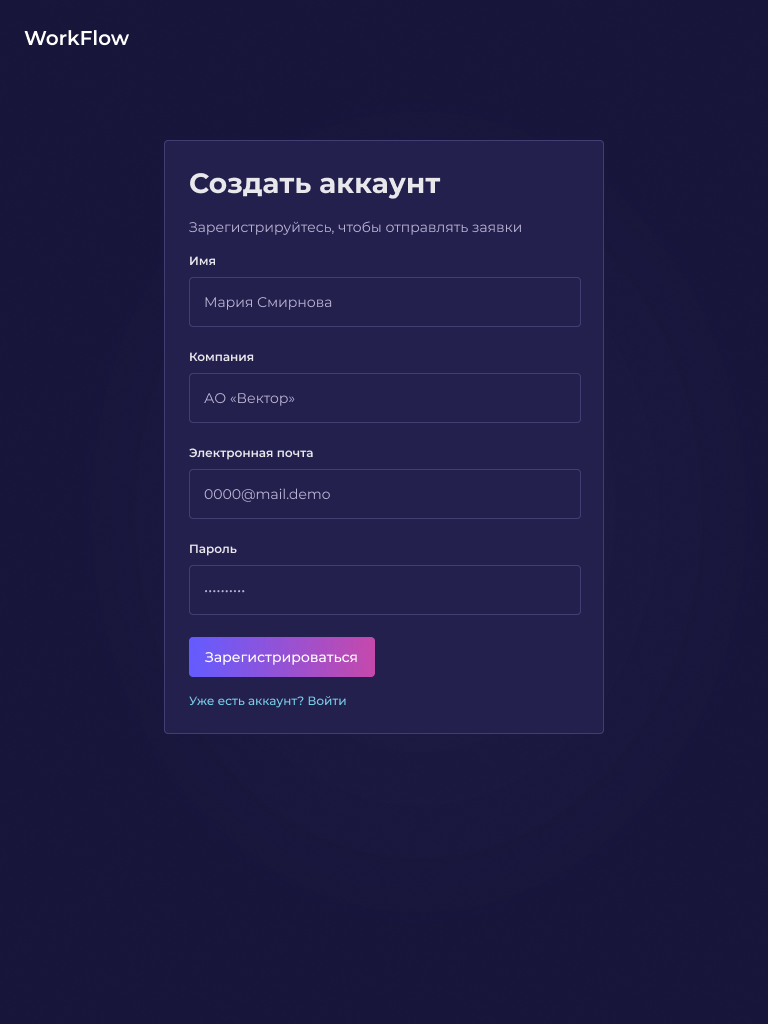 WorkFlow
Создать аккаунт
Зарегистрируйтесь, чтобы отправлять заявки
Имя
Мария Смирнова
Компания
АО «Вектор»
Электронная почта
0000@mail.demo
Пароль
••••••••••
Зарегистрироваться
Уже есть аккаунт? Войти